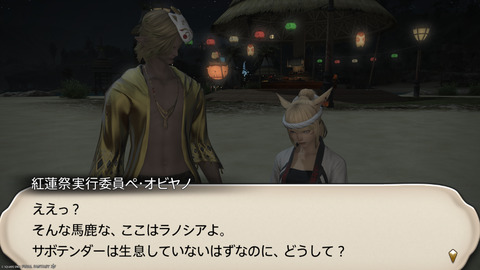 紅蓮祭実行委員ペ・オビヤノ
ええっ？
そんな馬鹿な、ここはラノシアよ。
サボテンダーは生息していないはずなのに、どうして？